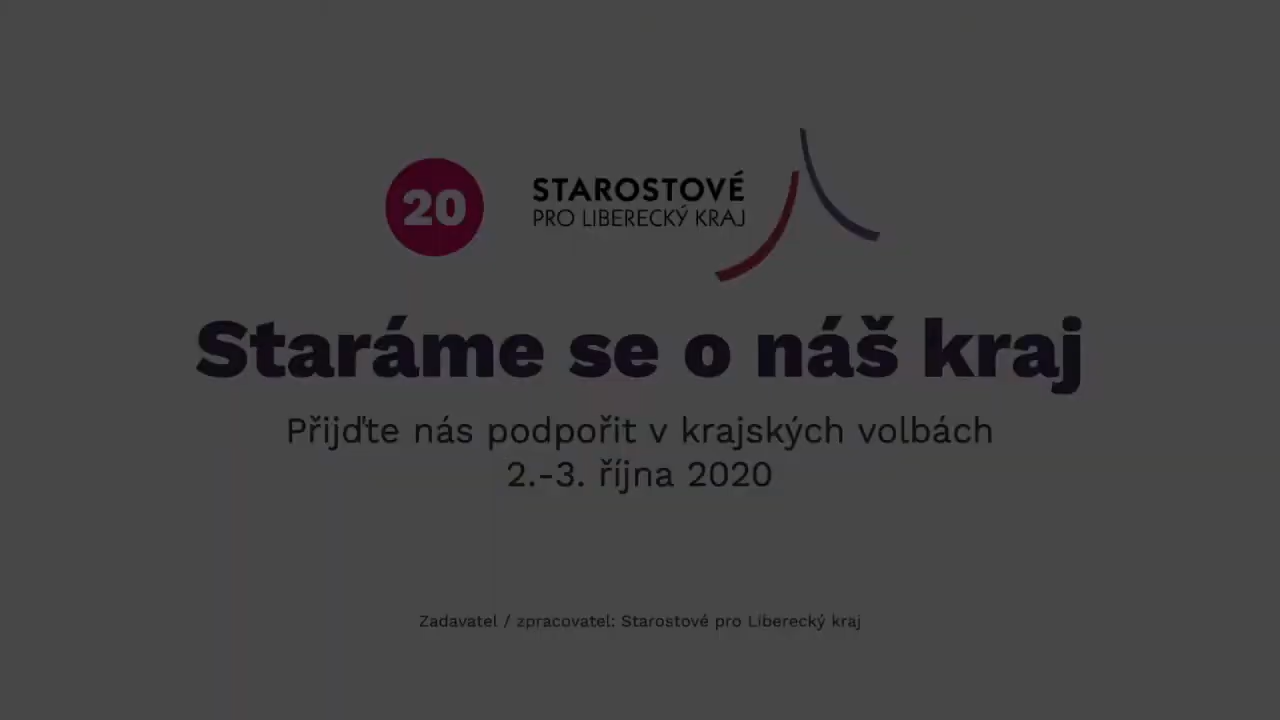 20
STAROSTOVÉ
PRO LIBERECKÝ KRAJ
Staráme se o náš kraj
Přijďte nás podpořit v krajských volbách
2.-3. října 2020
Zadavatel / zpracovatel: Starostové pro Liberecký kraj